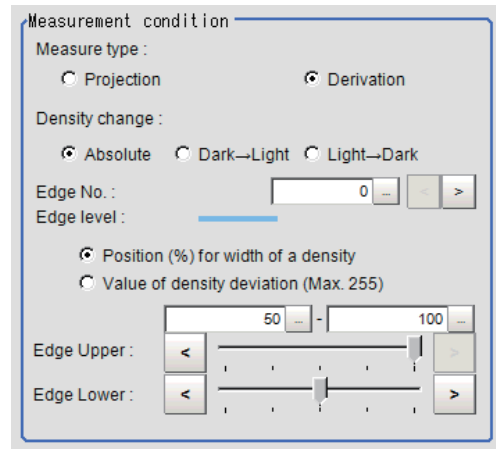 Measurement condition
Measure type :
Projection Derivation
Density change :
Absolute Dark→Light Light→Dark
Edge No. : 0 ... < >
Edge level :
Position (%) for width of a density
Value of density deviation (Max. 255)
50 ... - 100 ...
Edge Upper : < >
Edge Lower : < >